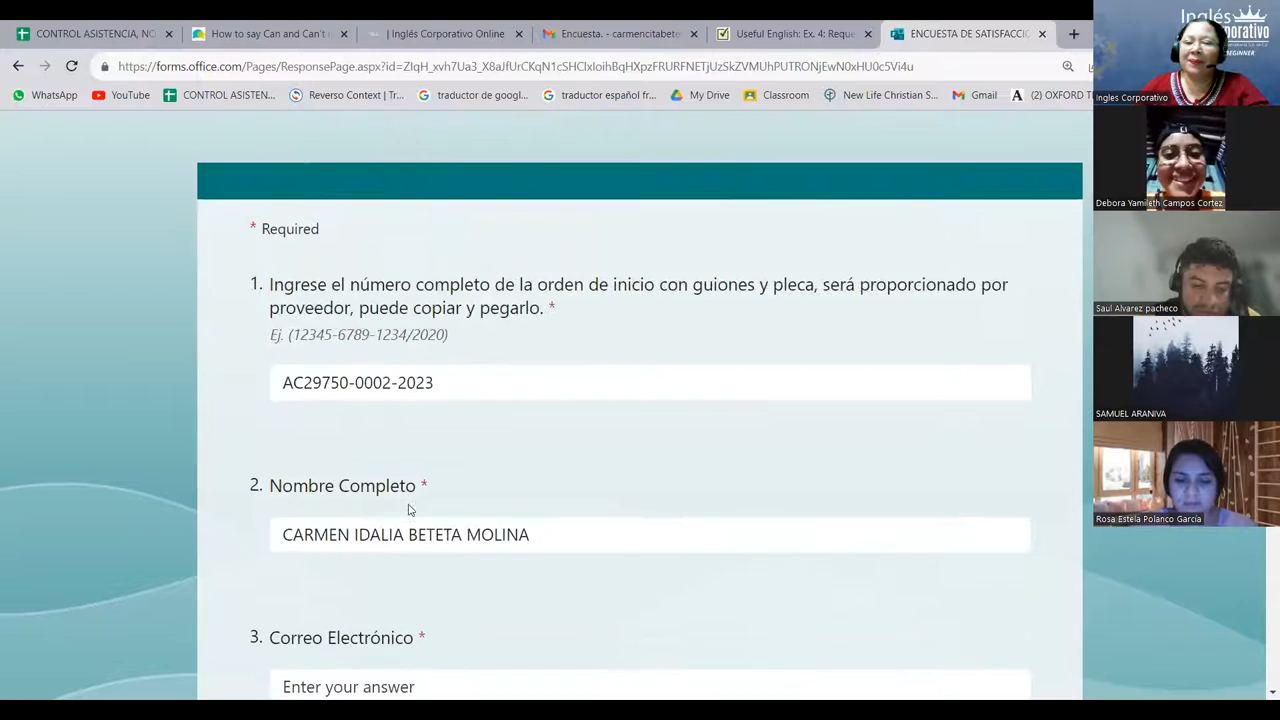 CONTROL ASISTENCIA, NO
How to say Can and Can't i
| Inglés Corporativo Online
Encuesta. - carmencitabete
Useful English: Ex. 4: Reque
ENCUESTA DE SATISFACCIÓ
https://forms.office.com/Pages/ResponsePage.aspx?id=
WhatsApp
YouTube
CONTROL ASISTEN...
Reverso Context | Tr...
traductor de googl...
traductor español fr...
My Drive
Classroom
New Life Christian S...
Gmail
(2) OXFORD T
* Required
1. Ingrese el número completo de la orden de inicio con guiones y pleca, será proporcionado por
proveedor, puede copiar y pegarlo. *
Ej. (12345-6789-1234/2020)
AC29750-0002-2023
2. Nombre Completo *
CARMEN IDALIA BETETA MOLINA
3. Correo Electrónico *
Enter your answer
Inglés
BEGINNER
Ingles Corporativo
Debora Yamileth Campos Cortez
Saul Alvarez pacheco
SAMUEL ARANIVA
Rosa Estela Polanco García